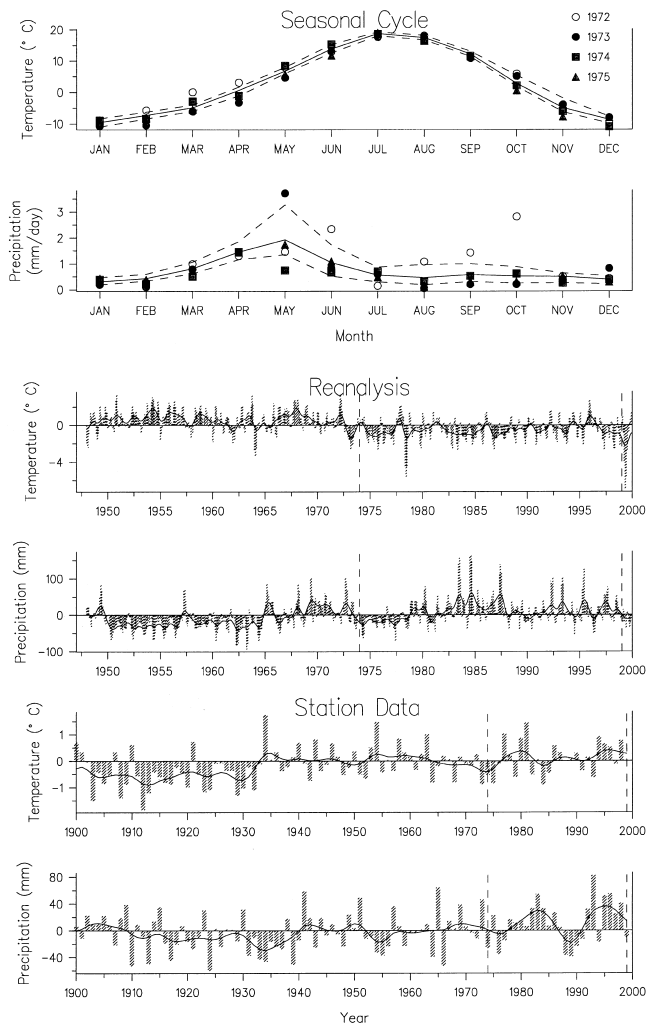 Seasonal Cycle
Temperature (° C)
20
10
0
−10
○ 1972
● 1973
■ 1974
▲ 1975
JAN FEB MAR APR MAY JUN JUL AUG SEP OCT NOV DEC
Precipitation
(mm/day)
3
2
1
0
JAN FEB MAR APR MAY JUN JUL AUG SEP OCT NOV DEC
Month
Reanalysis
Temperature (° C)
0
−4
1950 1955 1960 1965 1970 1975 1980 1985 1990 1995 2000
Precipitation (mm)
100
0
−100
1950 1955 1960 1965 1970 1975 1980 1985 1990 1995 2000
Station Data
Temperature (° C)
1
0
−1
1900 1910 1920 1930 1940 1950 1960 1970 1980 1990 2000
Precipitation (mm)
80
40
0
−40
1900 1910 1920 1930 1940 1950 1960 1970 1980 1990 2000
Year